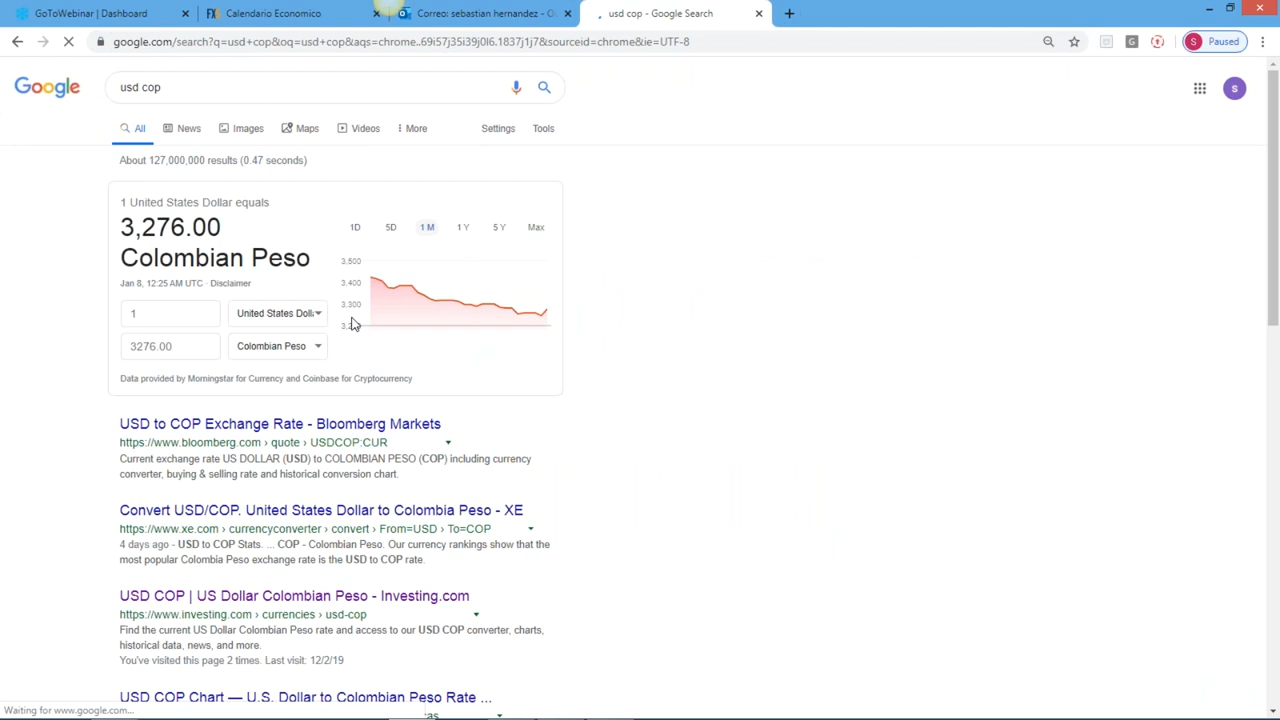 GoToWebinar | Dashboard
Calendario Economico
Correo: sebastian hernandez - O
usd cop - Google Search
google.com/search?q=usd+cop&oq=usd+cop&aqs=chrome..69i57j35i39j0l6.1837j1j7&sourceid=chrome&ie=UTF-8
S Paused
Google
usd cop
S
All News Images Maps Videos More Settings Tools
About 127,000,000 results (0.47 seconds)
1 United States Dollar equals
3,276.00
Colombian Peso
Jan 8, 12:25 AM UTC · Disclaimer
1D 5D 1 M 1 Y 5 Y Max
3,500
3,400
3,300
1 United States Doll
3276.00 Colombian Peso
Data provided by Morningstar for Currency and Coinbase for Cryptocurrency
USD to COP Exchange Rate - Bloomberg Markets
https://www.bloomberg.com › quote › USDCOP:CUR
Current exchange rate US DOLLAR (USD) to COLOMBIAN PESO (COP) including currency
converter, buying & selling rate and historical conversion chart.
Convert USD/COP. United States Dollar to Colombia Peso - XE
https://www.xe.com › currencyconverter › convert › From=USD › To=COP
4 days ago - USD to COP Stats. ... COP - Colombian Peso. Our currency rankings show that the
most popular Colombia Peso exchange rate is the USD to COP rate.
USD COP | US Dollar Colombian Peso - Investing.com
https://www.investing.com › currencies › usd-cop
Find the current US Dollar Colombian Peso rate and access to our USD COP converter, charts,
historical data, news, and more.
You've visited this page 2 times. Last visit: 12/2/19
USD COP Chart — U.S. Dollar to Colombian Peso Rate ...
Waiting for www.google.com...